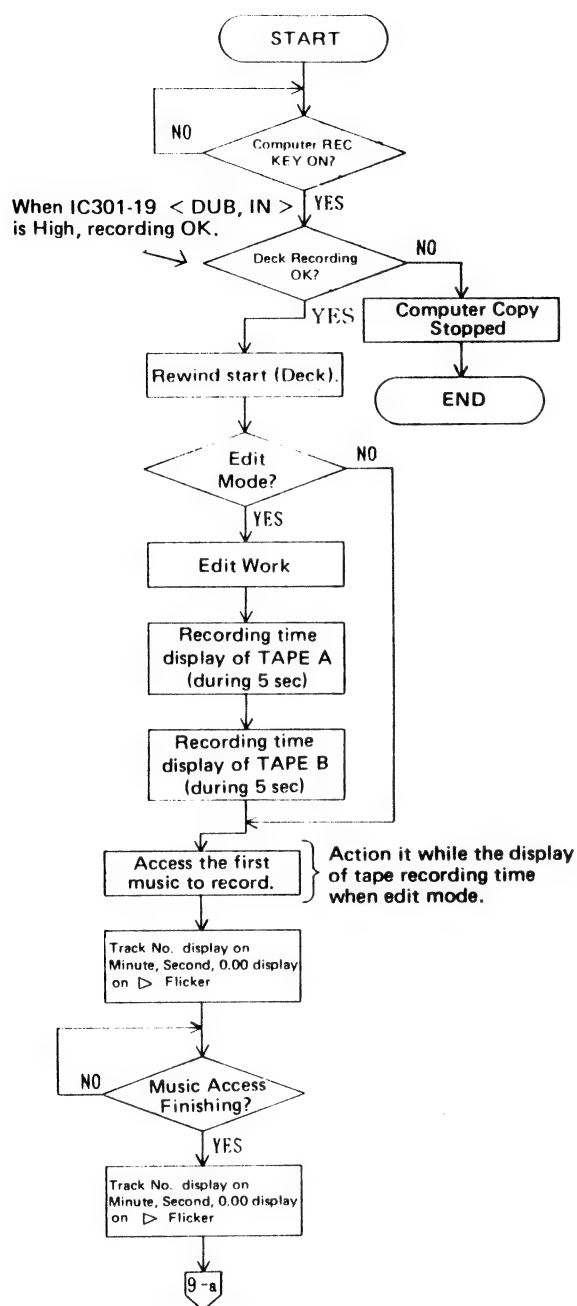 START
NO
Computer REC
KEY ON?
YES
When IC301-19 < DUB, IN >
is High, recording OK.
Deck Recording
OK?
NO
YES
Computer Copy
Stopped
Rewind start (Deck).
END
Edit
Mode?
NO
YES
Edit Work
Recording time
display of TAPE A
(during 5 sec)
Recording time
display of TAPE B
(during 5 sec)
Access the first
music to record.
Action it while the display
of tape recording time
when edit mode.
Track No. display on
Minute, Second, 0.00 display
on ▷ Flicker
NO
Music Access
Finishing?
YES
Track No. display on
Minute, Second, 0.00 display
on ▷ Flicker
9-a